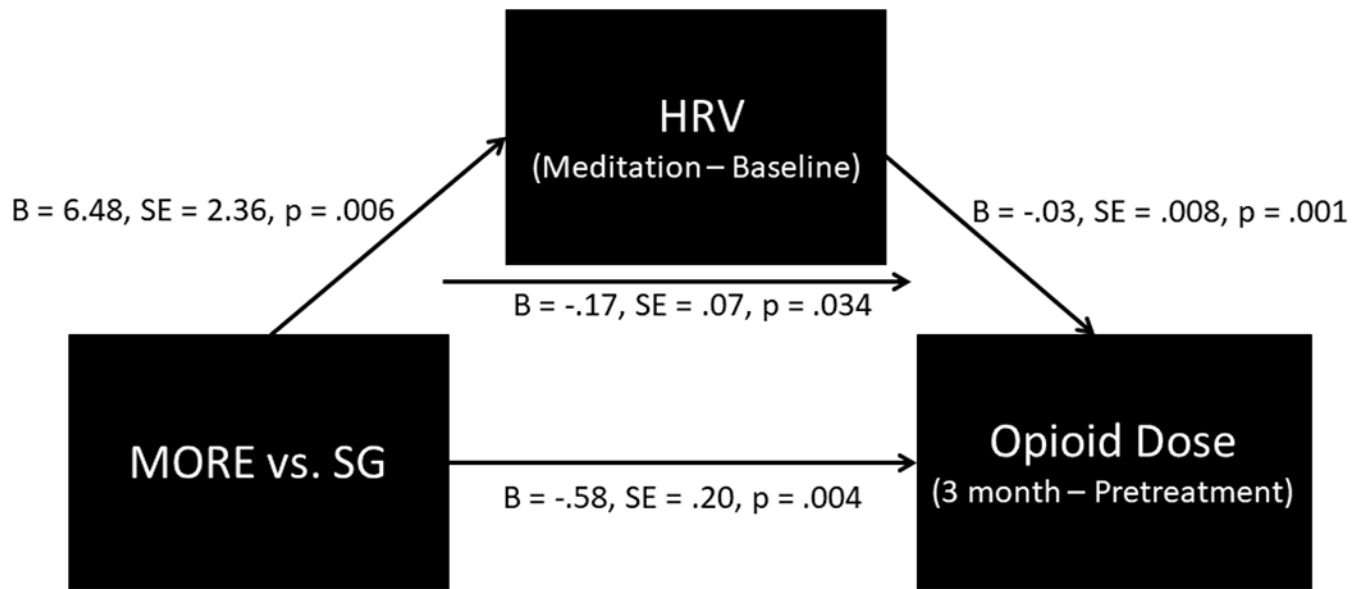 HRV
(Meditation – Baseline)
B = 6.48, SE = 2.36, p = .006
B = -.03, SE = .008, p = .001
B = -.17, SE = .07, p = .034
MORE vs. SG
B = -.58, SE = .20, p = .004
Opioid Dose
(3 month – Pretreatment)